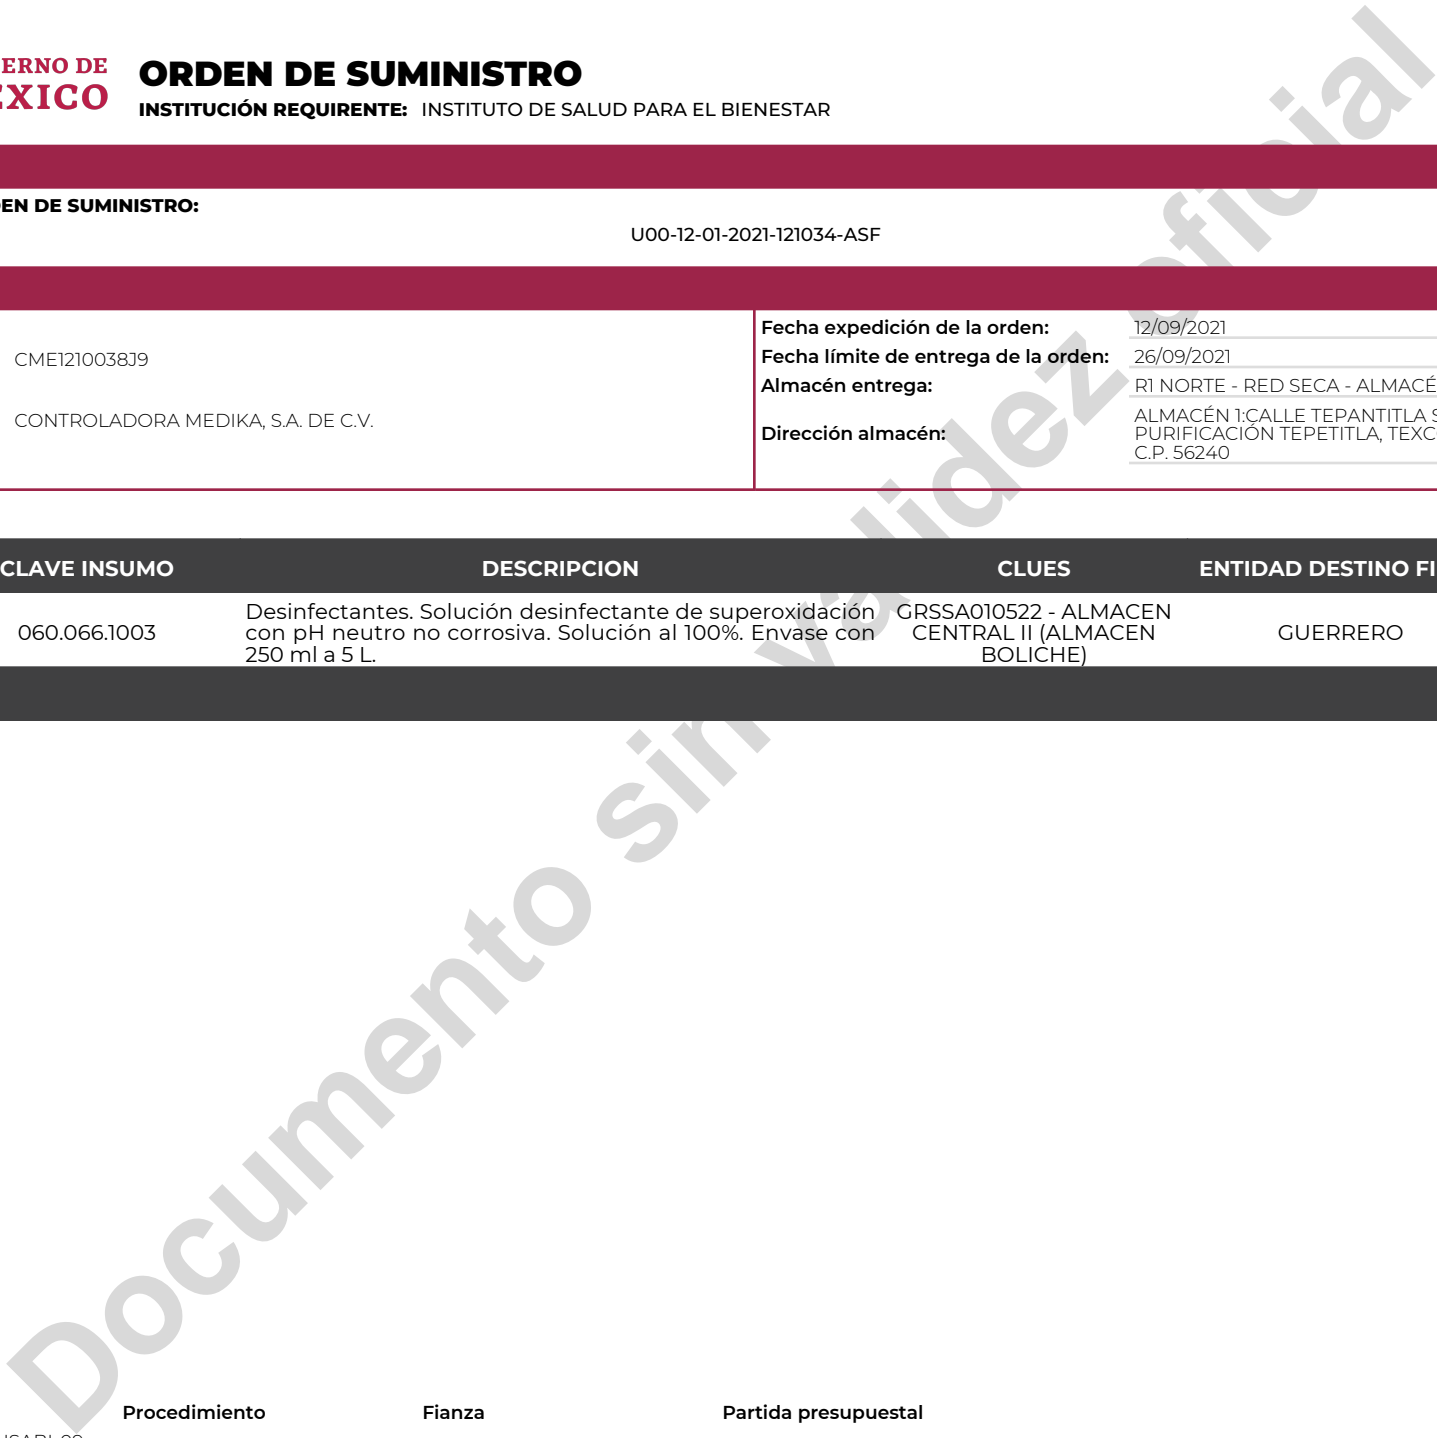 ERNO DE
EXICO
ORDEN DE SUMINISTRO
INSTITUCIÓN REQUIRENTE: INSTITUTO DE SALUD PARA EL BIENESTAR
EN DE SUMINISTRO:
U00-12-01-2021-121034-ASF
CME1210038J9
CONTROLADORA MEDIKA, S.A. DE C.V.
Fecha expedición de la orden: 12/09/2021
Fecha límite de entrega de la orden: 26/09/2021
Almacén entrega: R1 NORTE - RED SECA - ALMACÉ
Dirección almacén: ALMACÉN 1:CALLE TEPANTITLA S
PURIFICACIÓN TEPETITLA, TEXC
C.P. 56240
CLAVE INSUMO DESCRIPCION CLUES ENTIDAD DESTINO FI
060.066.1003
Desinfectantes. Solución desinfectante de superoxidación
con pH neutro no corrosiva. Solución al 100%. Envase con
250 ml a 5 L.
GRSSA010522 - ALMACEN
CENTRAL II (ALMACEN
BOLICHE)
GUERRERO
Documento sin validez oficial
Procedimiento Fianza Partida presupuestal